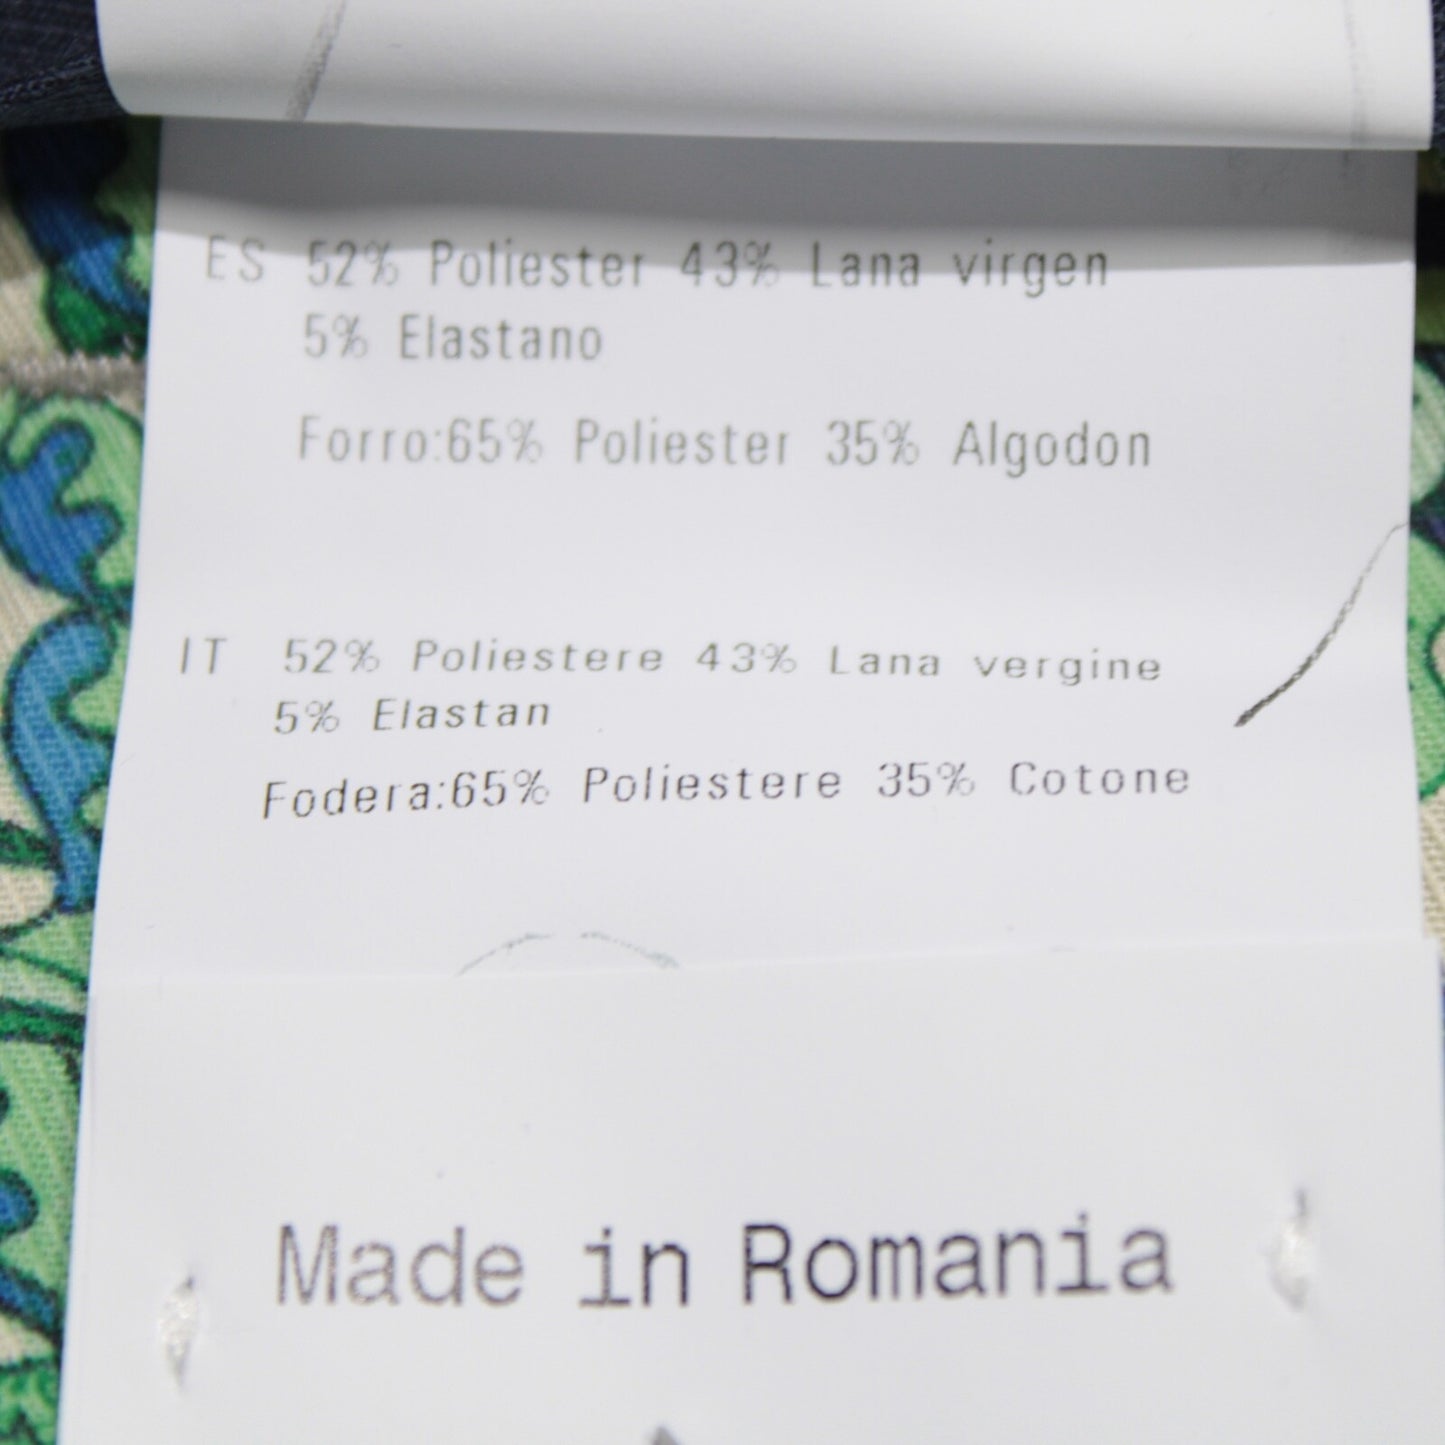 ES 52% Poliester 43% Lana virgen
5% Elastano
Forro:65% Poliester 35% Algodon
IT 52% Poliestere 43% Lana vergine
5% Elastan
Fodera:65% Poliestere 35% Cotone
Made in Romania